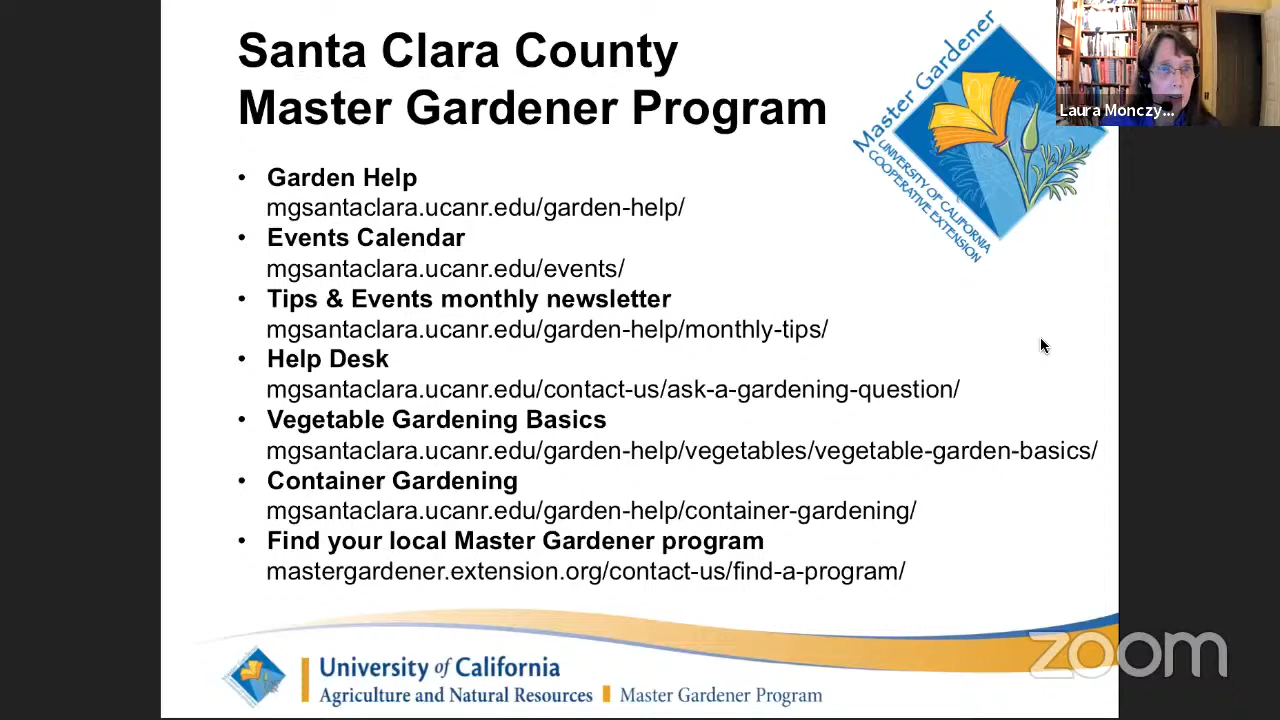 Santa Clara County
Master Gardener Program
Master Gardener
UNIVERSITY OF CALIFORNIA
COOPERATIVE EXTENSION
Laura Monczy...
• Garden Help
mgsantaclara.ucanr.edu/garden-help/
• Events Calendar
mgsantaclara.ucanr.edu/events/
• Tips & Events monthly newsletter
mgsantaclara.ucanr.edu/garden-help/monthly-tips/
• Help Desk
mgsantaclara.ucanr.edu/contact-us/ask-a-gardening-question/
• Vegetable Gardening Basics
mgsantaclara.ucanr.edu/garden-help/vegetables/vegetable-garden-basics/
• Container Gardening
mgsantaclara.ucanr.edu/garden-help/container-gardening/
• Find your local Master Gardener program
mastergardener.extension.org/contact-us/find-a-program/
University of California
Agriculture and Natural Resources Master Gardener Program
zoom